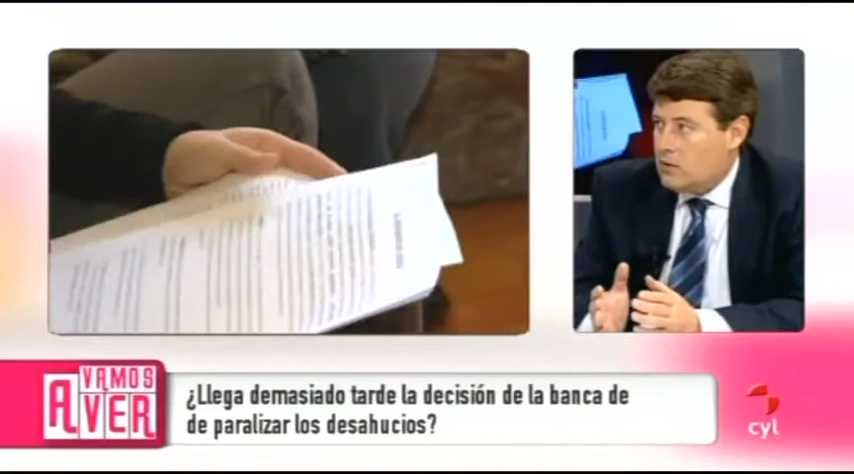 VAMOS
A VER
¿Llega demasiado tarde la decisión de la banca de
de paralizar los desahucios?
cyl